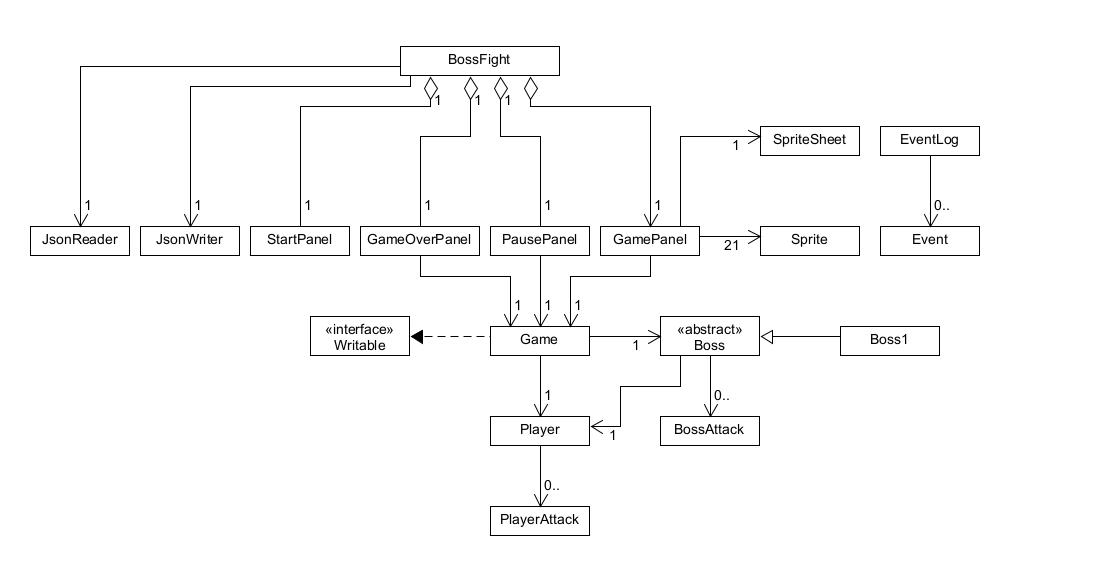 BossFight
1
1
1
SpriteSheet
EventLog
1
1
1
1
1
1
1
0..
JsonReader
JsonWriter
StartPanel
GameOverPanel
PausePanel
GamePanel
21
Sprite
Event
1
1
1
«interface»
Writable
Game
1
«abstract»
Boss
Boss1
1
0..
Player
1
BossAttack
0..
PlayerAttack